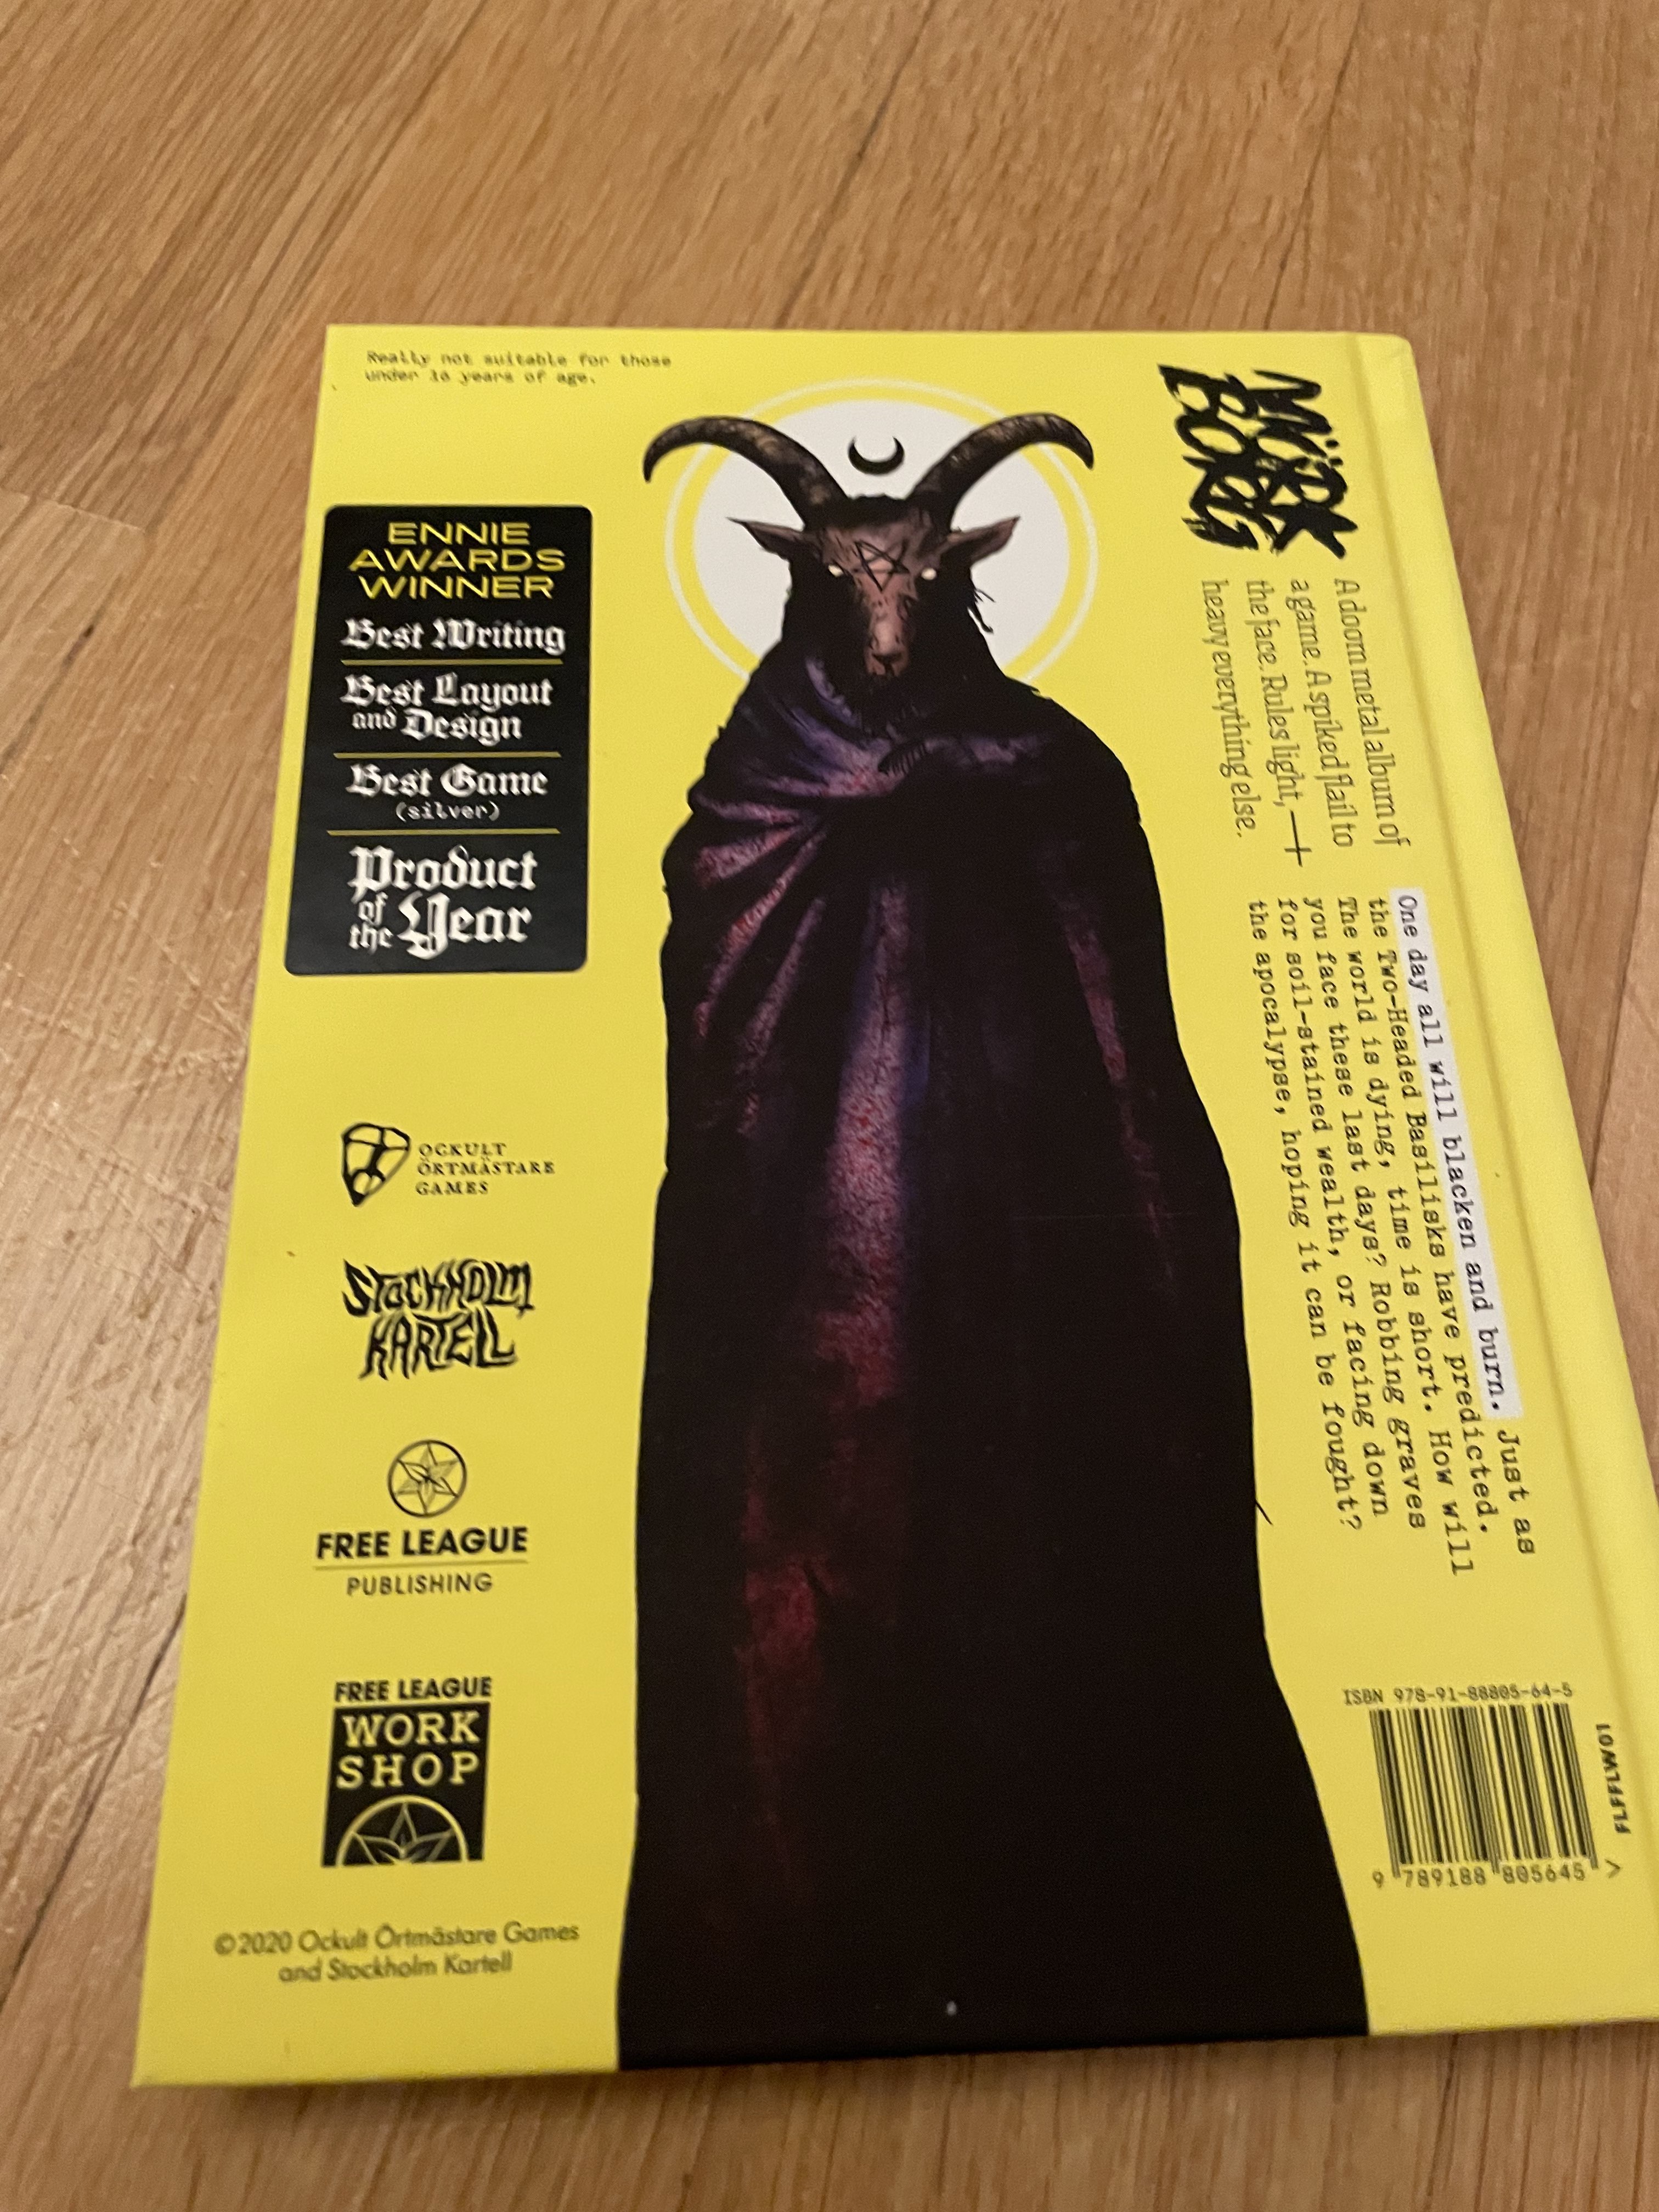 Really not suitable for those
under 16 years of age.
ENNIE
AWARDS
WINNER
Best Writing
Best Layout
and Design
Best Game
(silver)
Product
of
the Year
OCKULT
ÖRTMÄSTARE
GAMES
STOCKHOLM
KARTELL
FREE LEAGUE
PUBLISHING
FREE LEAGUE
WORK
SHOP
©2020 Ockult Örtmästare Games
and Stockholm Kartell
MÖRK
BORG
A doom metal album of
a game. A spiked flail to
the face. Rules light,
heavy everything else.
One day all will blacken and burn. Just as
the Two-Headed Basilisks have predicted.
The world is dying, time is short. How will
you face these last days? Robbing graves
for soil-stained wealth, or facing down
the apocalypse, hoping it can be fought?
ISBN 978-91-88805-64-5
9 789188 805645 >
FLFFLW01